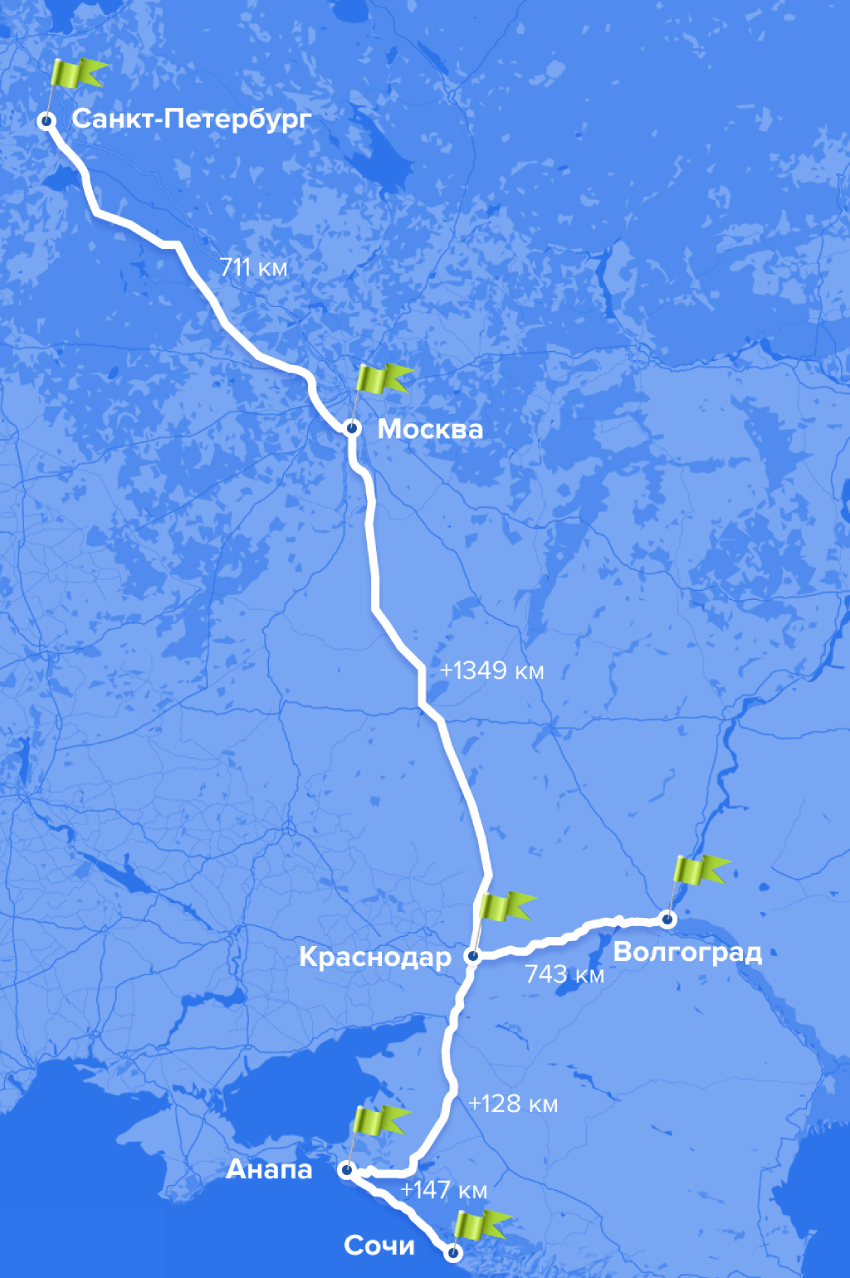 Санкт-Петербург
711 км
Москва
+1349 км
Краснодар
Волгоград
743 км
+128 км
Анапа
+147 км
Сочи